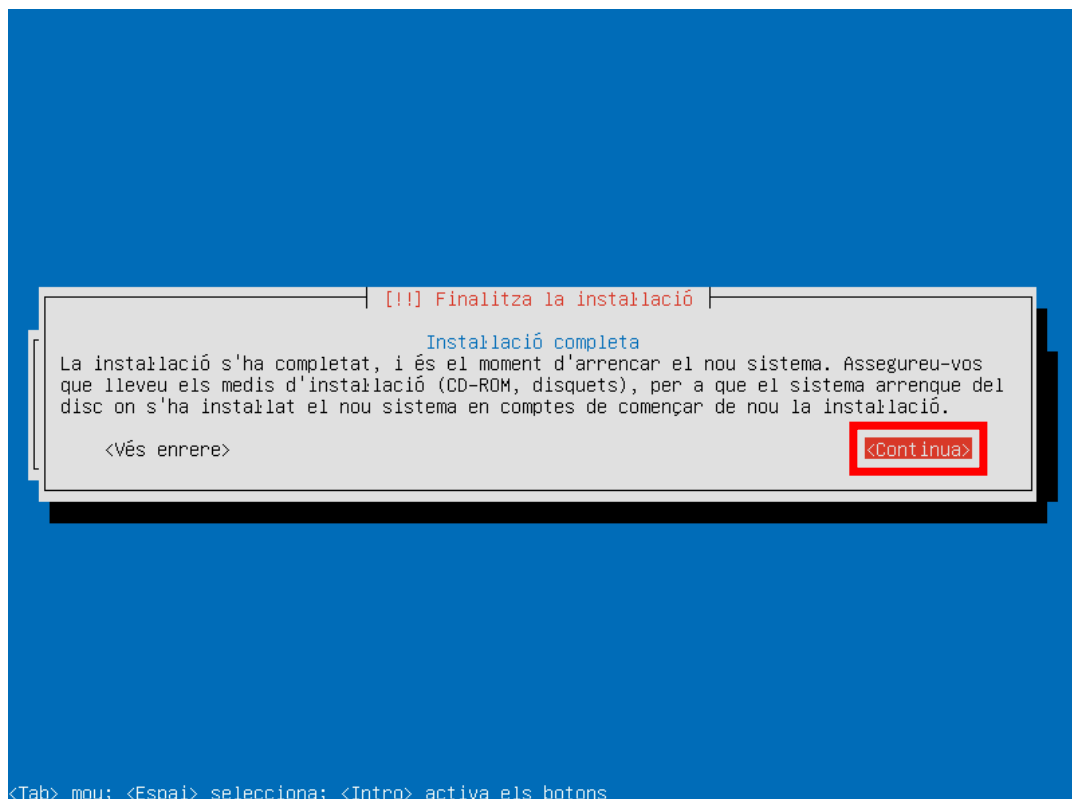 [!!] Finalitza la instal·lació
Instal·lació completa
La instal·lació s'ha completat, i és el moment d'arrencar el nou sistema. Assegureu-vos
que lleveu els medis d'instal·lació (CD-ROM, disquets), per a que el sistema arrenque del
disc on s'ha instal·lat el nou sistema en comptes de començar de nou la instal·lació.
<Vés enrere> <Continua>
<Tab> mou; <Espai> selecciona; <Intro> activa els botons